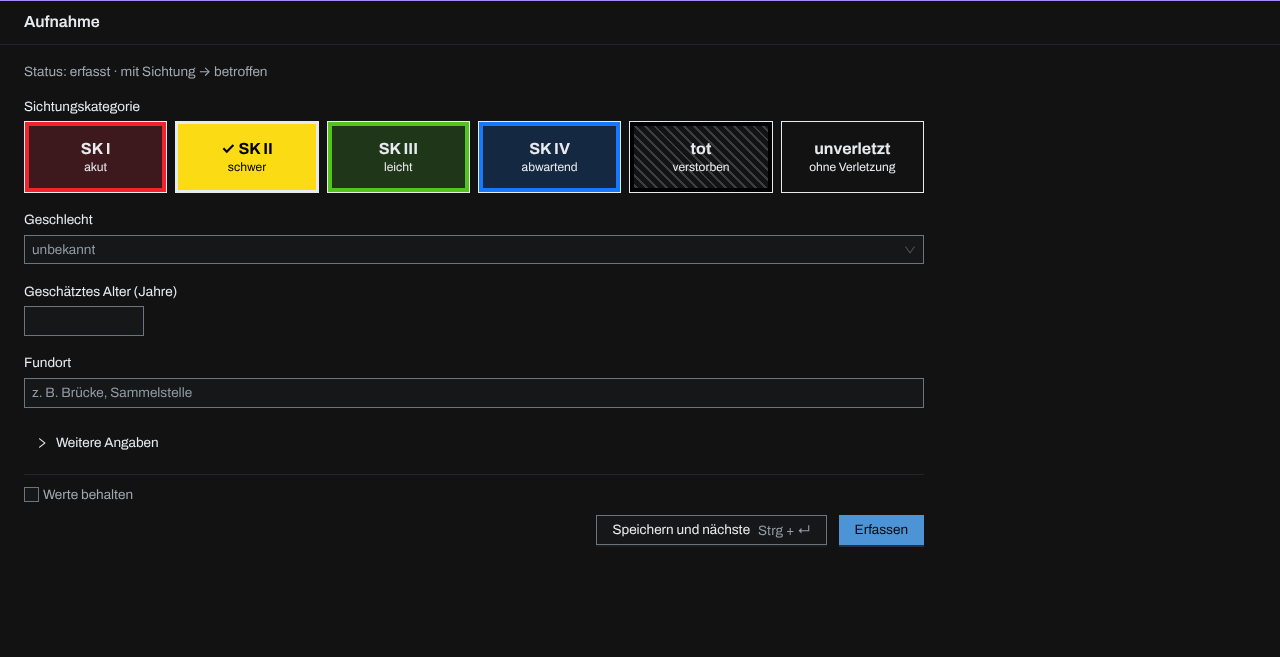 Aufnahme
Status: erfasst · mit Sichtung → betroffen
Sichtungskategorie
SK I
akut
✓ SK II
schwer
SK III
leicht
SK IV
abwartend
tot
verstorben
unverletzt
ohne Verletzung
Geschlecht
unbekannt
Geschätztes Alter (Jahre)
Fundort
z. B. Brücke, Sammelstelle
Weitere Angaben
Werte behalten
Speichern und nächste Strg + ↵
Erfassen